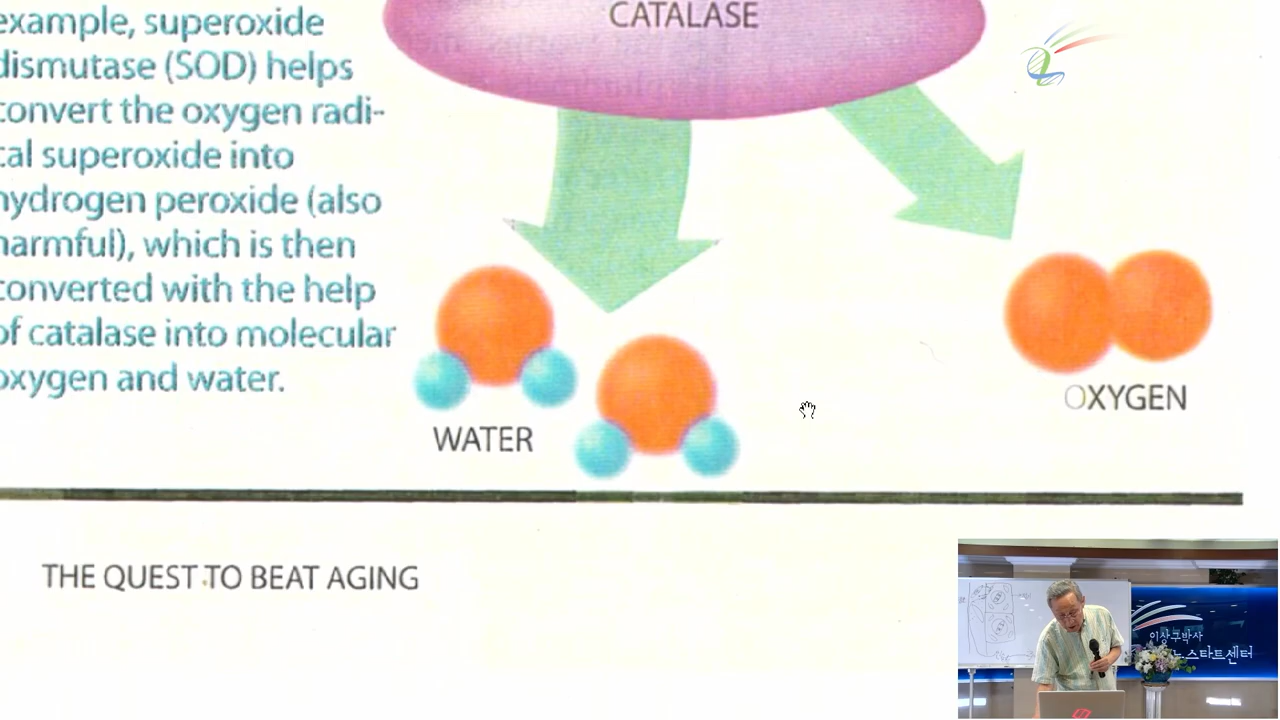 example, superoxide
dismutase (SOD) helps
convert the oxygen radi-
cal superoxide into
hydrogen peroxide (also
harmful), which is then
converted with the help
of catalase into molecular
oxygen and water.
CATALASE
WATER
OXYGEN
THE QUEST TO BEAT AGING
이상구박사
뉴스타트센터